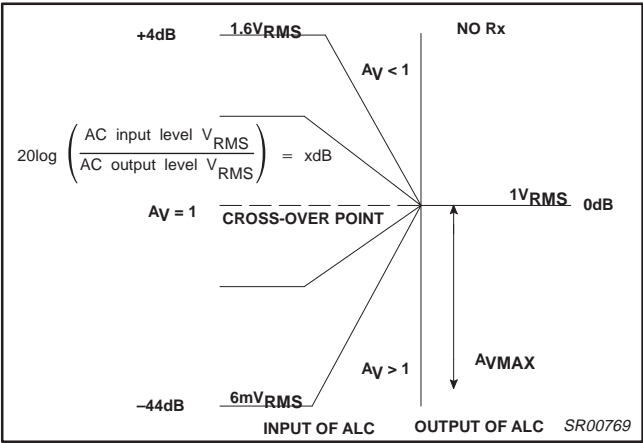 +4dB 1.6VRMS NO Rx
AV < 1
20log ( AC input level VRMS / AC output level VRMS ) = xdB
1VRMS 0dB
AV = 1 CROSS-OVER POINT
AV > 1 AVMAX
–44dB 6mVRMS
INPUT OF ALC OUTPUT OF ALC SR00769